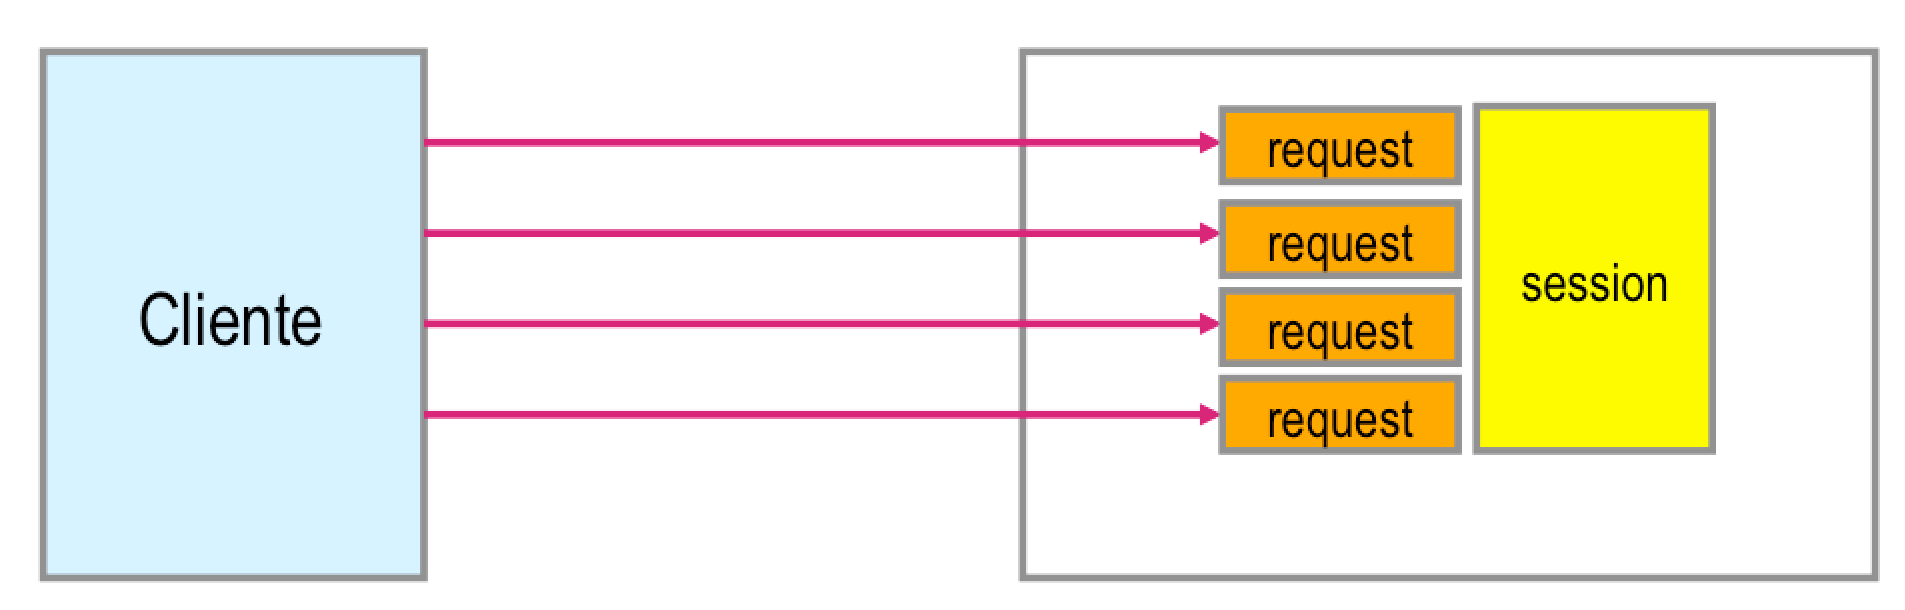 Cliente
request
request
request
request
session